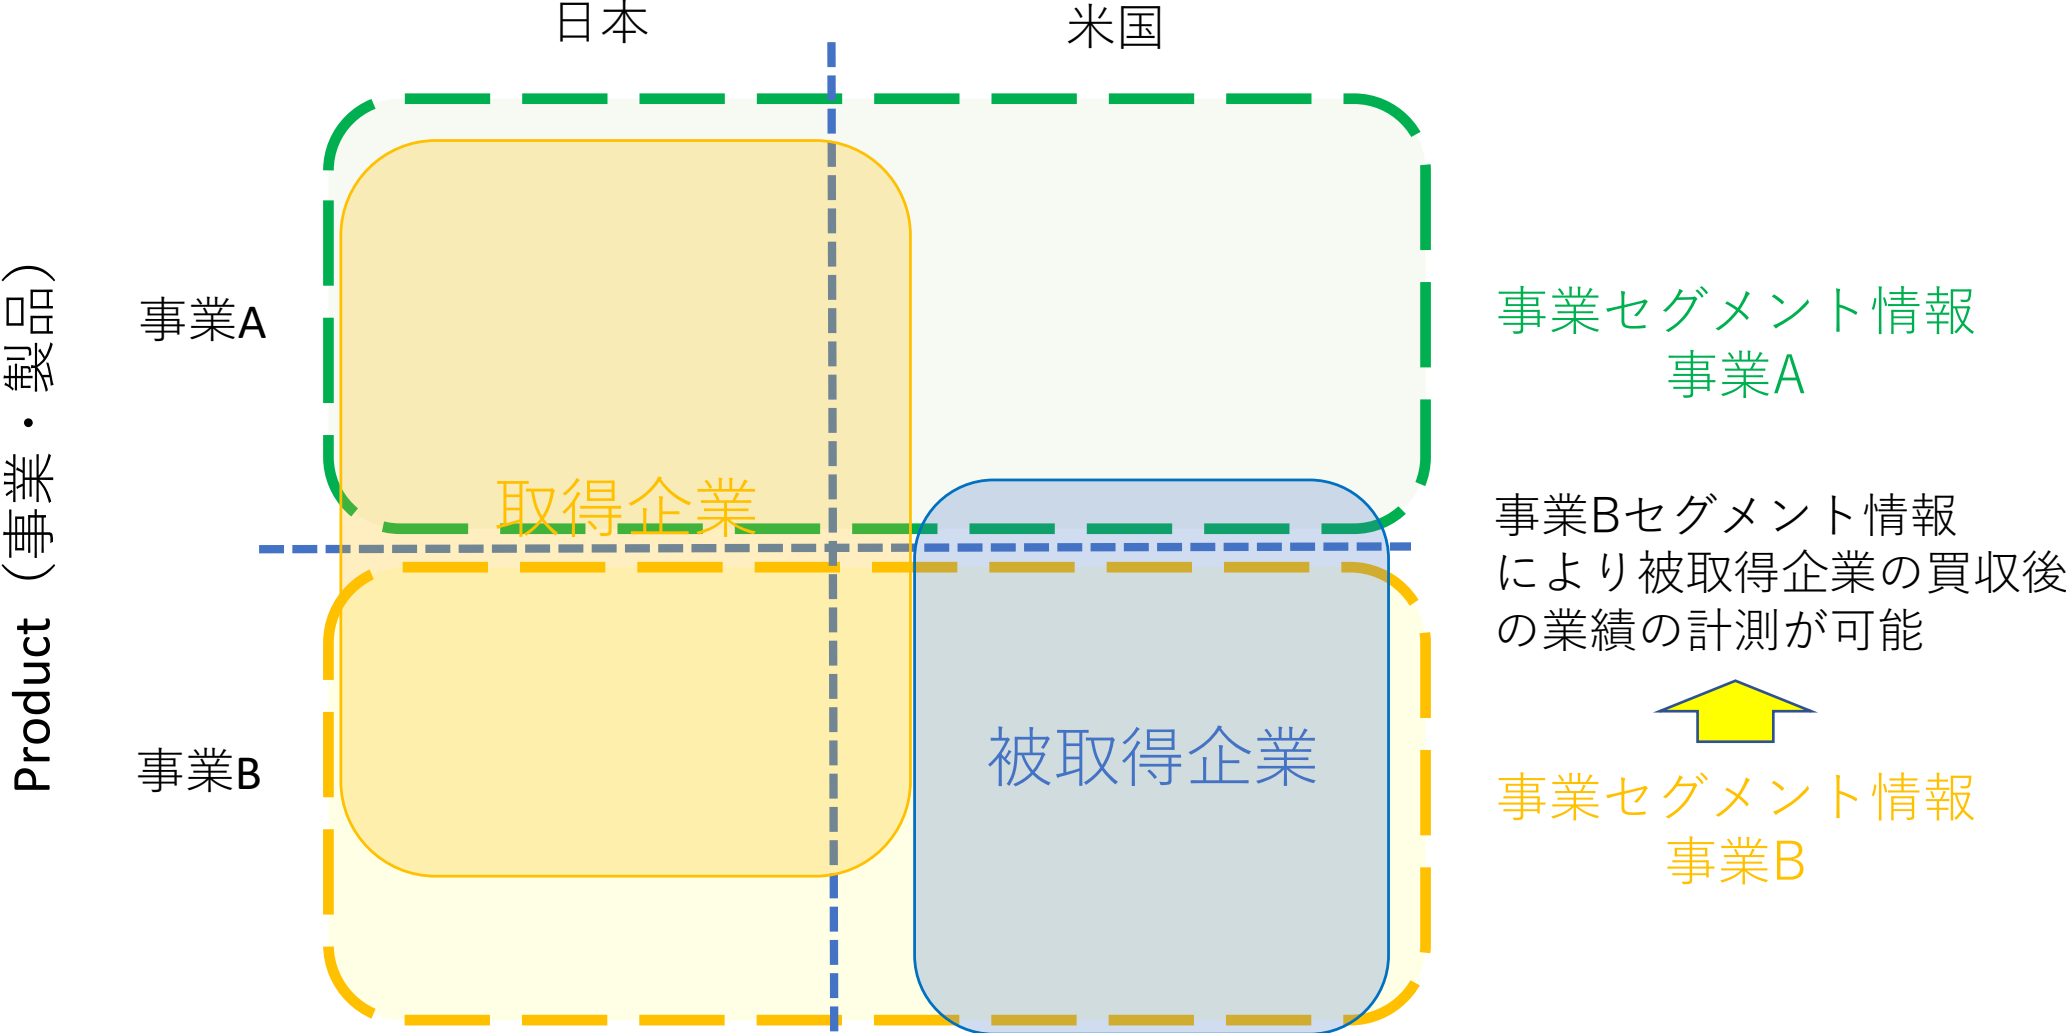 日本
米国
Product（事業・製品）
事業A
事業セグメント情報
事業A
取得企業
事業Bセグメント情報
により被取得企業の買収後
の業績の計測が可能
事業B
被取得企業
事業セグメント情報
事業B